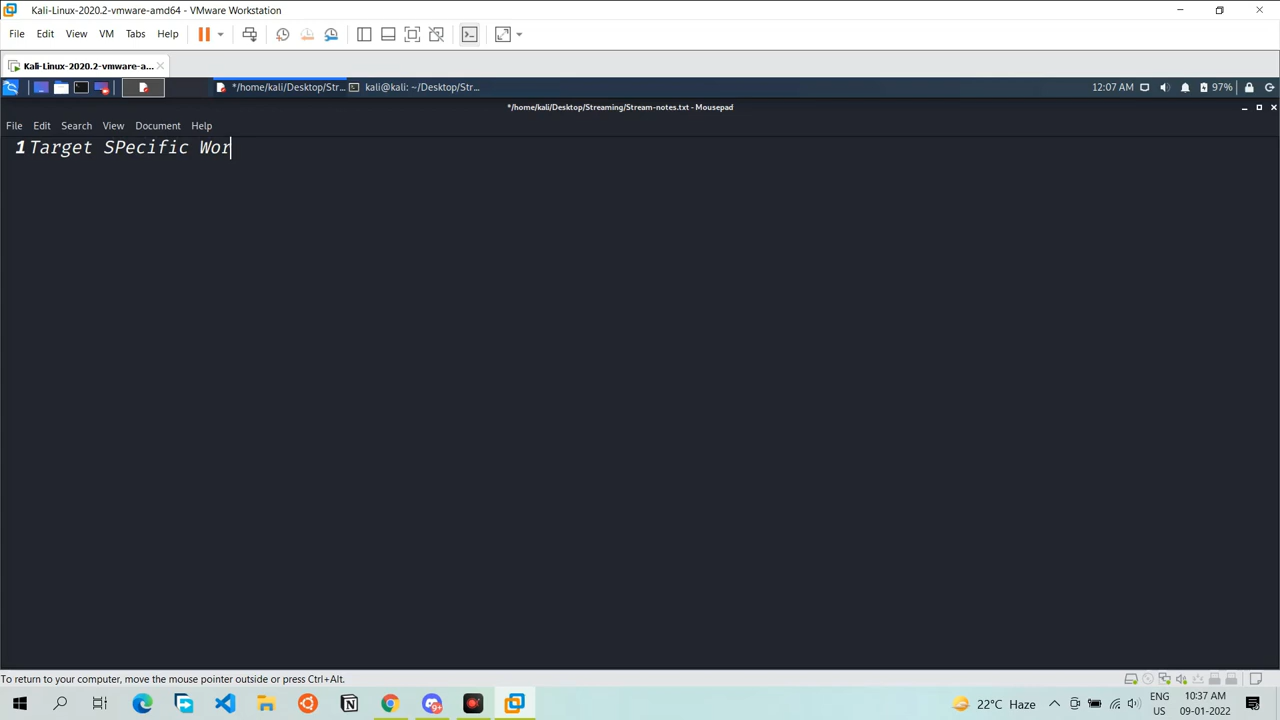 Kali-Linux-2020.2-vmware-amd64 - VMware Workstation
File Edit View VM Tabs Help
Kali-Linux-2020.2-vmware-a...
*/home/kali/Desktop/Str... kali@kali: ~/Desktop/Str... 12:07 AM 97%
*/home/kali/Desktop/Streaming/Stream-notes.txt - Mousepad
File Edit Search View Document Help
1 Target SPecific Wor
To return to your computer, move the mouse pointer outside or press Ctrl+Alt.
22°C Haze ENG US 10:37 AM 09-01-2022